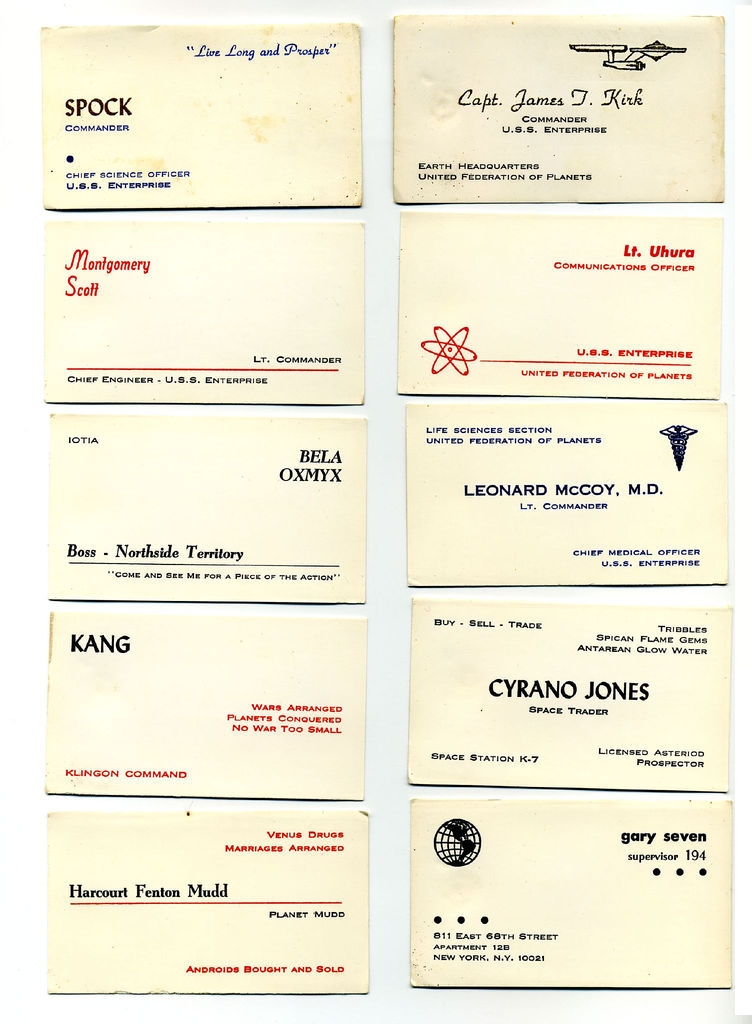 "Live Long and Prosper"
SPOCK
COMMANDER
CHIEF SCIENCE OFFICER
U.S.S. ENTERPRISE
Capt. James T. Kirk
COMMANDER
U.S.S. ENTERPRISE
EARTH HEADQUARTERS
UNITED FEDERATION OF PLANETS
Montgomery
Scott
LT. COMMANDER
CHIEF ENGINEER - U.S.S. ENTERPRISE
Lt. Uhura
COMMUNICATIONS OFFICER
U.S.S. ENTERPRISE
UNITED FEDERATION OF PLANETS
IOTIA
BELA
OXMYX
Boss - Northside Territory
"COME AND SEE ME FOR A PIECE OF THE ACTION"
LIFE SCIENCES SECTION
UNITED FEDERATION OF PLANETS
LEONARD McCOY, M.D.
LT. COMMANDER
CHIEF MEDICAL OFFICER
U.S.S. ENTERPRISE
KANG
WARS ARRANGED
PLANETS CONQUERED
NO WAR TOO SMALL
KLINGON COMMAND
BUY - SELL - TRADE
TRIBBLES
SPICAN FLAME GEMS
ANTAREAN GLOW WATER
CYRANO JONES
SPACE TRADER
SPACE STATION K-7
LICENSED ASTERIOD
PROSPECTOR
VENUS DRUGS
MARRIAGES ARRANGED
Harcourt Fenton Mudd
PLANET MUDD
ANDROIDS BOUGHT AND SOLD
gary seven
supervisor 194
811 EAST 68TH STREET
APARTMENT 12B
NEW YORK, N.Y. 10021